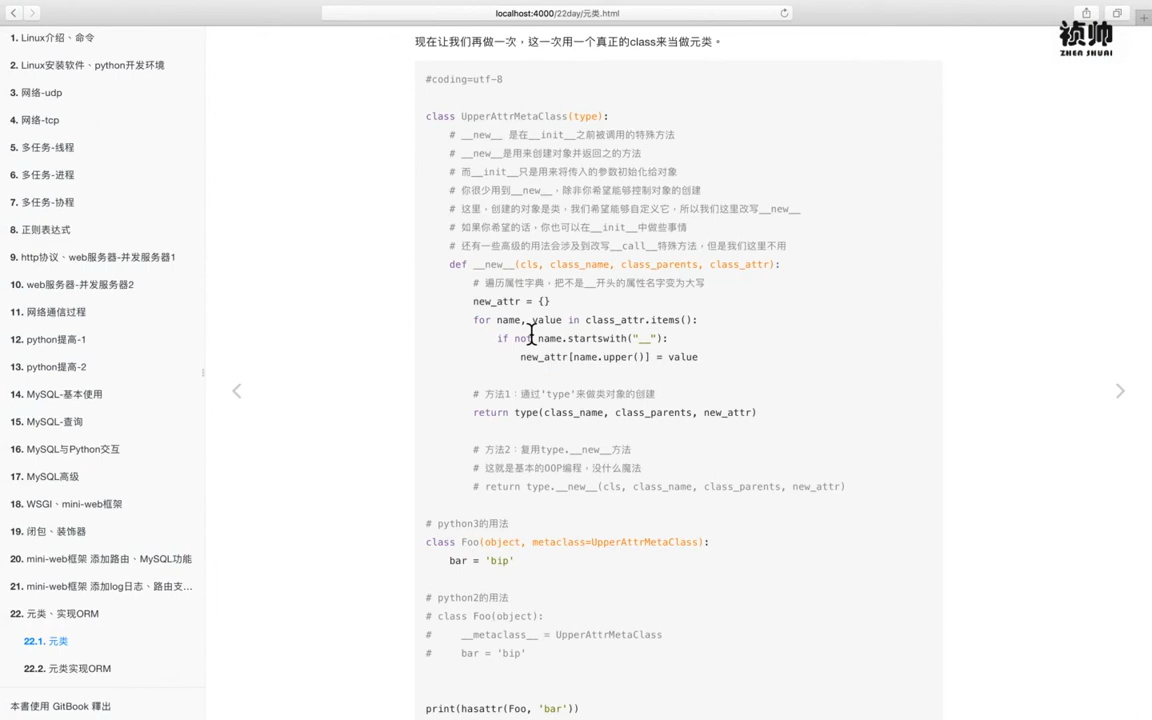 localhost:4000/22day/元类.html
祯帅
ZHEN SHUAI
1. Linux介绍、命令
2. Linux安装软件、python开发环境
3. 网络-udp
4. 网络-tcp
5. 多任务-线程
6. 多任务-进程
7. 多任务-协程
8. 正则表达式
9. http协议、web服务器-并发服务器1
10. web服务器-并发服务器2
11. 网络通信过程
12. python提高-1
13. python提高-2
14. MySQL-基本使用
15. MySQL-查询
16. MySQL与Python交互
17. MySQL高级
18. WSGI、mini-web框架
19. 闭包、装饰器
20. mini-web框架 添加路由、MySQL功能
21. mini-web框架 添加log日志、路由支...
22. 元类、实现ORM
22.1. 元类
22.2. 元类实现ORM
本書使用 GitBook 釋出
现在让我们再做一次，这一次用一个真正的class来当做元类。
#coding=utf-8
class UpperAttrMetaClass(type):
# __new__ 是在__init__之前被调用的特殊方法
# __new__是用来创建对象并返回之的方法
# 而__init__只是用来将传入的参数初始化给对象
# 你很少用到__new__，除非你希望能够控制对象的创建
# 这里，创建的对象是类，我们希望能够自定义它，所以我们这里改写__new__
# 如果你希望的话，你也可以在__init__中做些事情
# 还有一些高级的用法会涉及到改写__call__特殊方法，但是我们这里不用
def __new__(cls, class_name, class_parents, class_attr):
# 遍历属性字典，把不是__开头的属性名字变为大写
new_attr = {}
for name, value in class_attr.items():
if not name.startswith("__"):
new_attr[name.upper()] = value
# 方法1：通过'type'来做类对象的创建
return type(class_name, class_parents, new_attr)
# 方法2：复用type.__new__方法
# 这就是基本的OOP编程，没什么魔法
# return type.__new__(cls, class_name, class_parents, new_attr)
# python3的用法
class Foo(object, metaclass=UpperAttrMetaClass):
bar = 'bip'
# python2的用法
# class Foo(object):
#     __metaclass__ = UpperAttrMetaClass
#     bar = 'bip'
print(hasattr(Foo, 'bar'))